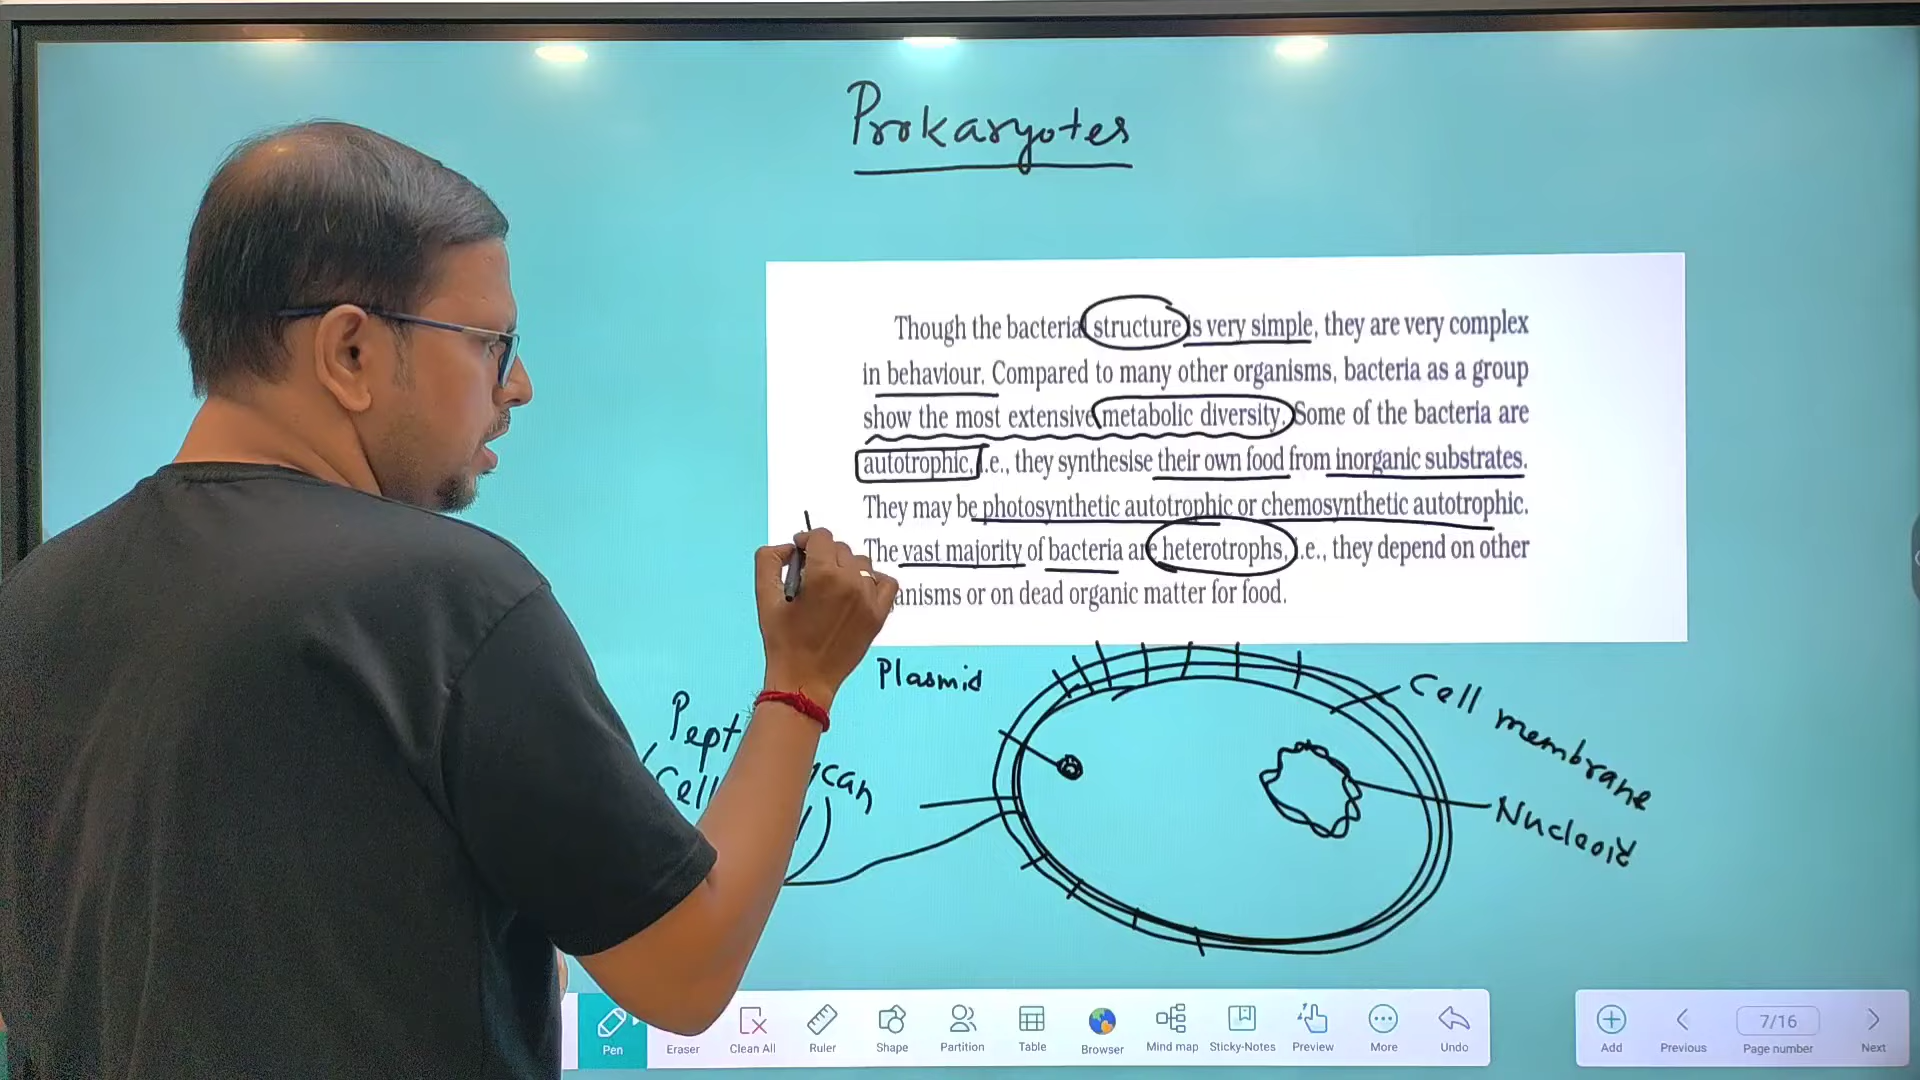 Prokaryotes
Though the bacterial structure is very simple, they are very complex
in behaviour. Compared to many other organisms, bacteria as a group
show the most extensive metabolic diversity. Some of the bacteria are
autotrophic, i.e., they synthesise their own food from inorganic substrates.
They may be photosynthetic autotrophic or chemosynthetic autotrophic.
The vast majority of bacteria are heterotrophs, i.e., they depend on other
anisms or on dead organic matter for food.
Plasmid
Cell membrane
Nucleoid
Pept ycan
Cell
Pen
Eraser
Clean All
Ruler
Shape
Partition
Table
Browser
Mind map
Sticky-Notes
Preview
More
Undo
Add
Previous
7/16
Page number
Next